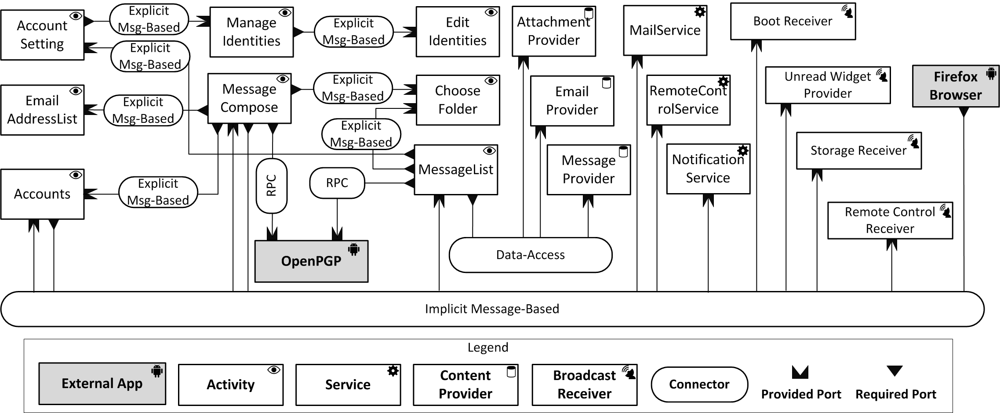 Account
Setting
Explicit
Msg-Based
Manage
Identities
Explicit
Msg-Based
Edit
Identities
Attachment
Provider
MailService
Boot Receiver
Explicit
Msg-Based
Email
AddressList
Explicit
Msg-Based
Message
Compose
Explicit
Msg-Based
Choose
Folder
Email
Provider
RemoteCont
rolService
Unread Widget
Provider
Firefox
Browser
Explicit
Msg-Based
MessageList
Message
Provider
Notification
Service
Storage Receiver
Accounts
Explicit
Msg-Based
RPC
RPC
Remote Control
Receiver
OpenPGP
Data-Access
Implicit Message-Based
Legend
External App
Activity
Service
Content
Provider
Broadcast
Receiver
Connector
Provided Port
Required Port